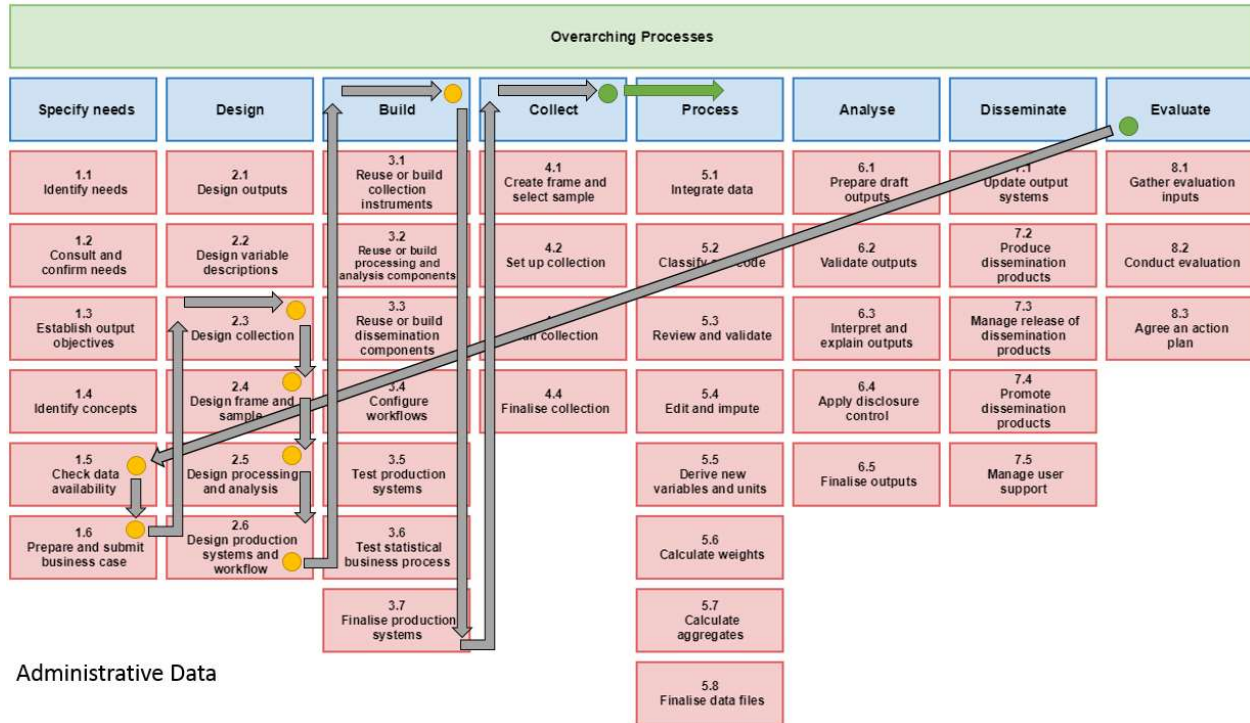 Overarching Processes
Specify needs
Design
Build
Collect
Process
Analyse
Disseminate
Evaluate
1.1
Identify needs
1.2
Consult and
confirm needs
1.3
Establish output
objectives
1.4
Identify concepts
1.5
Check data
availability
1.6
Prepare and submit
business case
2.1
Design outputs
2.2
Design variable
descriptions
2.3
Design collection
2.4
Design frame and
sample
2.5
Design processing
and analysis
2.6
Design production
systems and
workflow
3.1
Reuse or build
collection
instruments
3.2
Reuse or build
processing and
analysis components
3.3
Reuse or build
dissemination
components
3.4
Configure
workflows
3.5
Test production
systems
3.6
Test statistical
business process
3.7
Finalise production
systems
4.1
Create frame and
select sample
4.2
Set up collection
collection
4.4
Finalise collection
5.1
Integrate data
5.2
Classify
5.3
Review and validate
5.4
Edit and impute
5.5
Derive new
variables and units
5.6
Calculate weights
5.7
Calculate
aggregates
5.8
Finalise data files
6.1
Prepare draft
outputs
6.2
Validate outputs
6.3
Interpret and
explain outputs
6.4
Apply disclosure
control
6.5
Finalise outputs
7.1
Update output
systems
7.2
Produce
dissemination
products
7.3
Manage release of
dissemination
products
7.4
Promote
dissemination
products
7.5
Manage user
support
8.1
Gather evaluation
inputs
8.2
Conduct evaluation
8.3
Agree an action
plan
Administrative Data